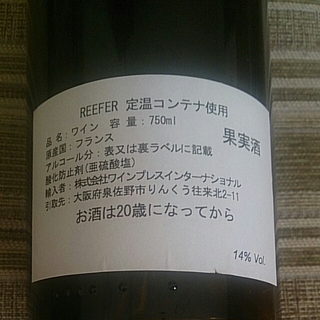 REEFER 定温コンテナ使用
品 名：ワイン 容 量：750ml
原産国：フランス
果実酒
アルコール分：表又は裏ラベルに記載
酸化防止剤(亜硫酸塩)
輸入者：株式会社ワインプレスインターナショナル
引取先：大阪府泉佐野市りんくう往来北2-11
お酒は20歳になってから
14% Vol.